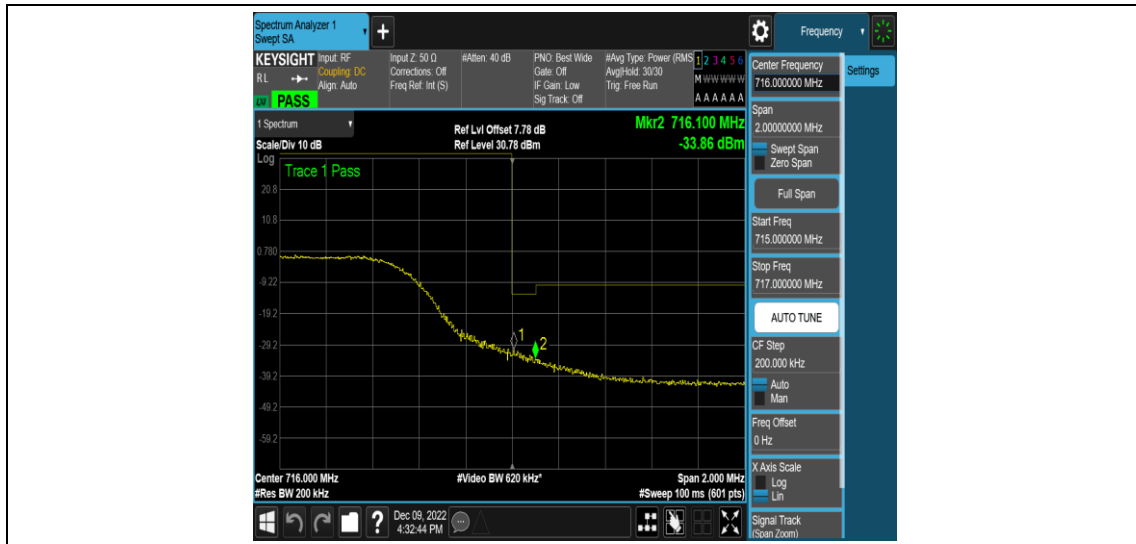 Spectrum Analyzer 1
Swept SA
+
Frequency
KEYSIGHT
RL
LXI
PASS
Input: RF
Coupling: DC
Align: Auto
Input Z: 50 Ω
Corrections: Off
Freq Ref: Int (S)
#Atten: 40 dB
PNO: Best Wide
Gate: Off
IF Gain: Low
Sig Track: Off
#Avg Type: Power (RMS
Avg|Hold: 30/30
Trig: Free Run
1 2 3 4 5 6
M W W W W W
A A A A A A
Center Frequency
716.000000 MHz
Settings
1 Spectrum
Scale/Div 10 dB
Ref Lvl Offset 7.78 dB
Ref Level 30.78 dBm
Mkr2 716.100 MHz
-33.86 dBm
Log
Trace 1 Pass
20.8
10.8
0.780
-9.22
-19.2
-29.2
-39.2
-49.2
-59.2
1
2
Span
2.00000000 MHz
Swept Span
Zero Span
Full Span
Start Freq
715.000000 MHz
Stop Freq
717.000000 MHz
AUTO TUNE
CF Step
200.000 kHz
Auto
Man
Freq Offset
0 Hz
X Axis Scale
Log
Lin
Signal Track
(Span Zoom)
Center 716.000 MHz
#Video BW 620 kHz*
Span 2.000 MHz
#Res BW 200 kHz
#Sweep 100 ms (601 pts)
?
Dec 09, 2022
4:32:44 PM